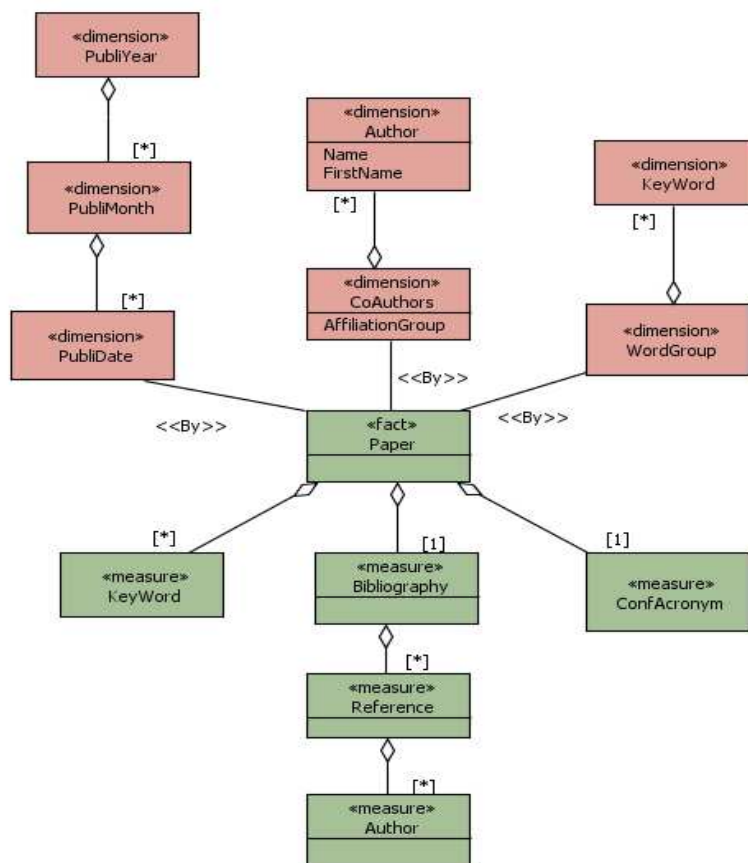 «dimension»
PubliYear
[*]
«dimension»
PubliMonth
[*]
«dimension»
PubliDate
«dimension»
Author
Name
FirstName
[*]
«dimension»
CoAuthors
AffiliationGroup
«dimension»
KeyWord
[*]
«dimension»
WordGroup
<<By>>
<<By>>
<<By>>
«fact»
Paper
[*]
«measure»
KeyWord
[1]
«measure»
Bibliography
[1]
«measure»
ConfAcronym
[*]
«measure»
Reference
[*]
«measure»
Author